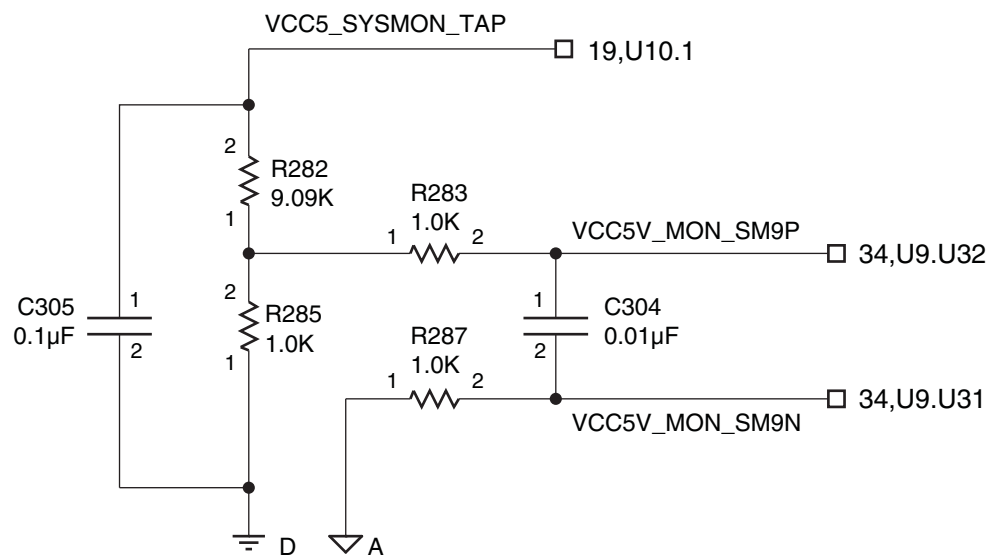 VCC5_SYSMON_TAP
19,U10.1
2
R282
9.09K
1
R283
1.0K
1
2
VCC5V_MON_SM9P
34,U9.U32
C305
0.1µF
1
2
2
R285
1.0K
1
1
C304
0.01µF
2
R287
1.0K
1
2
VCC5V_MON_SM9N
34,U9.U31
D
A